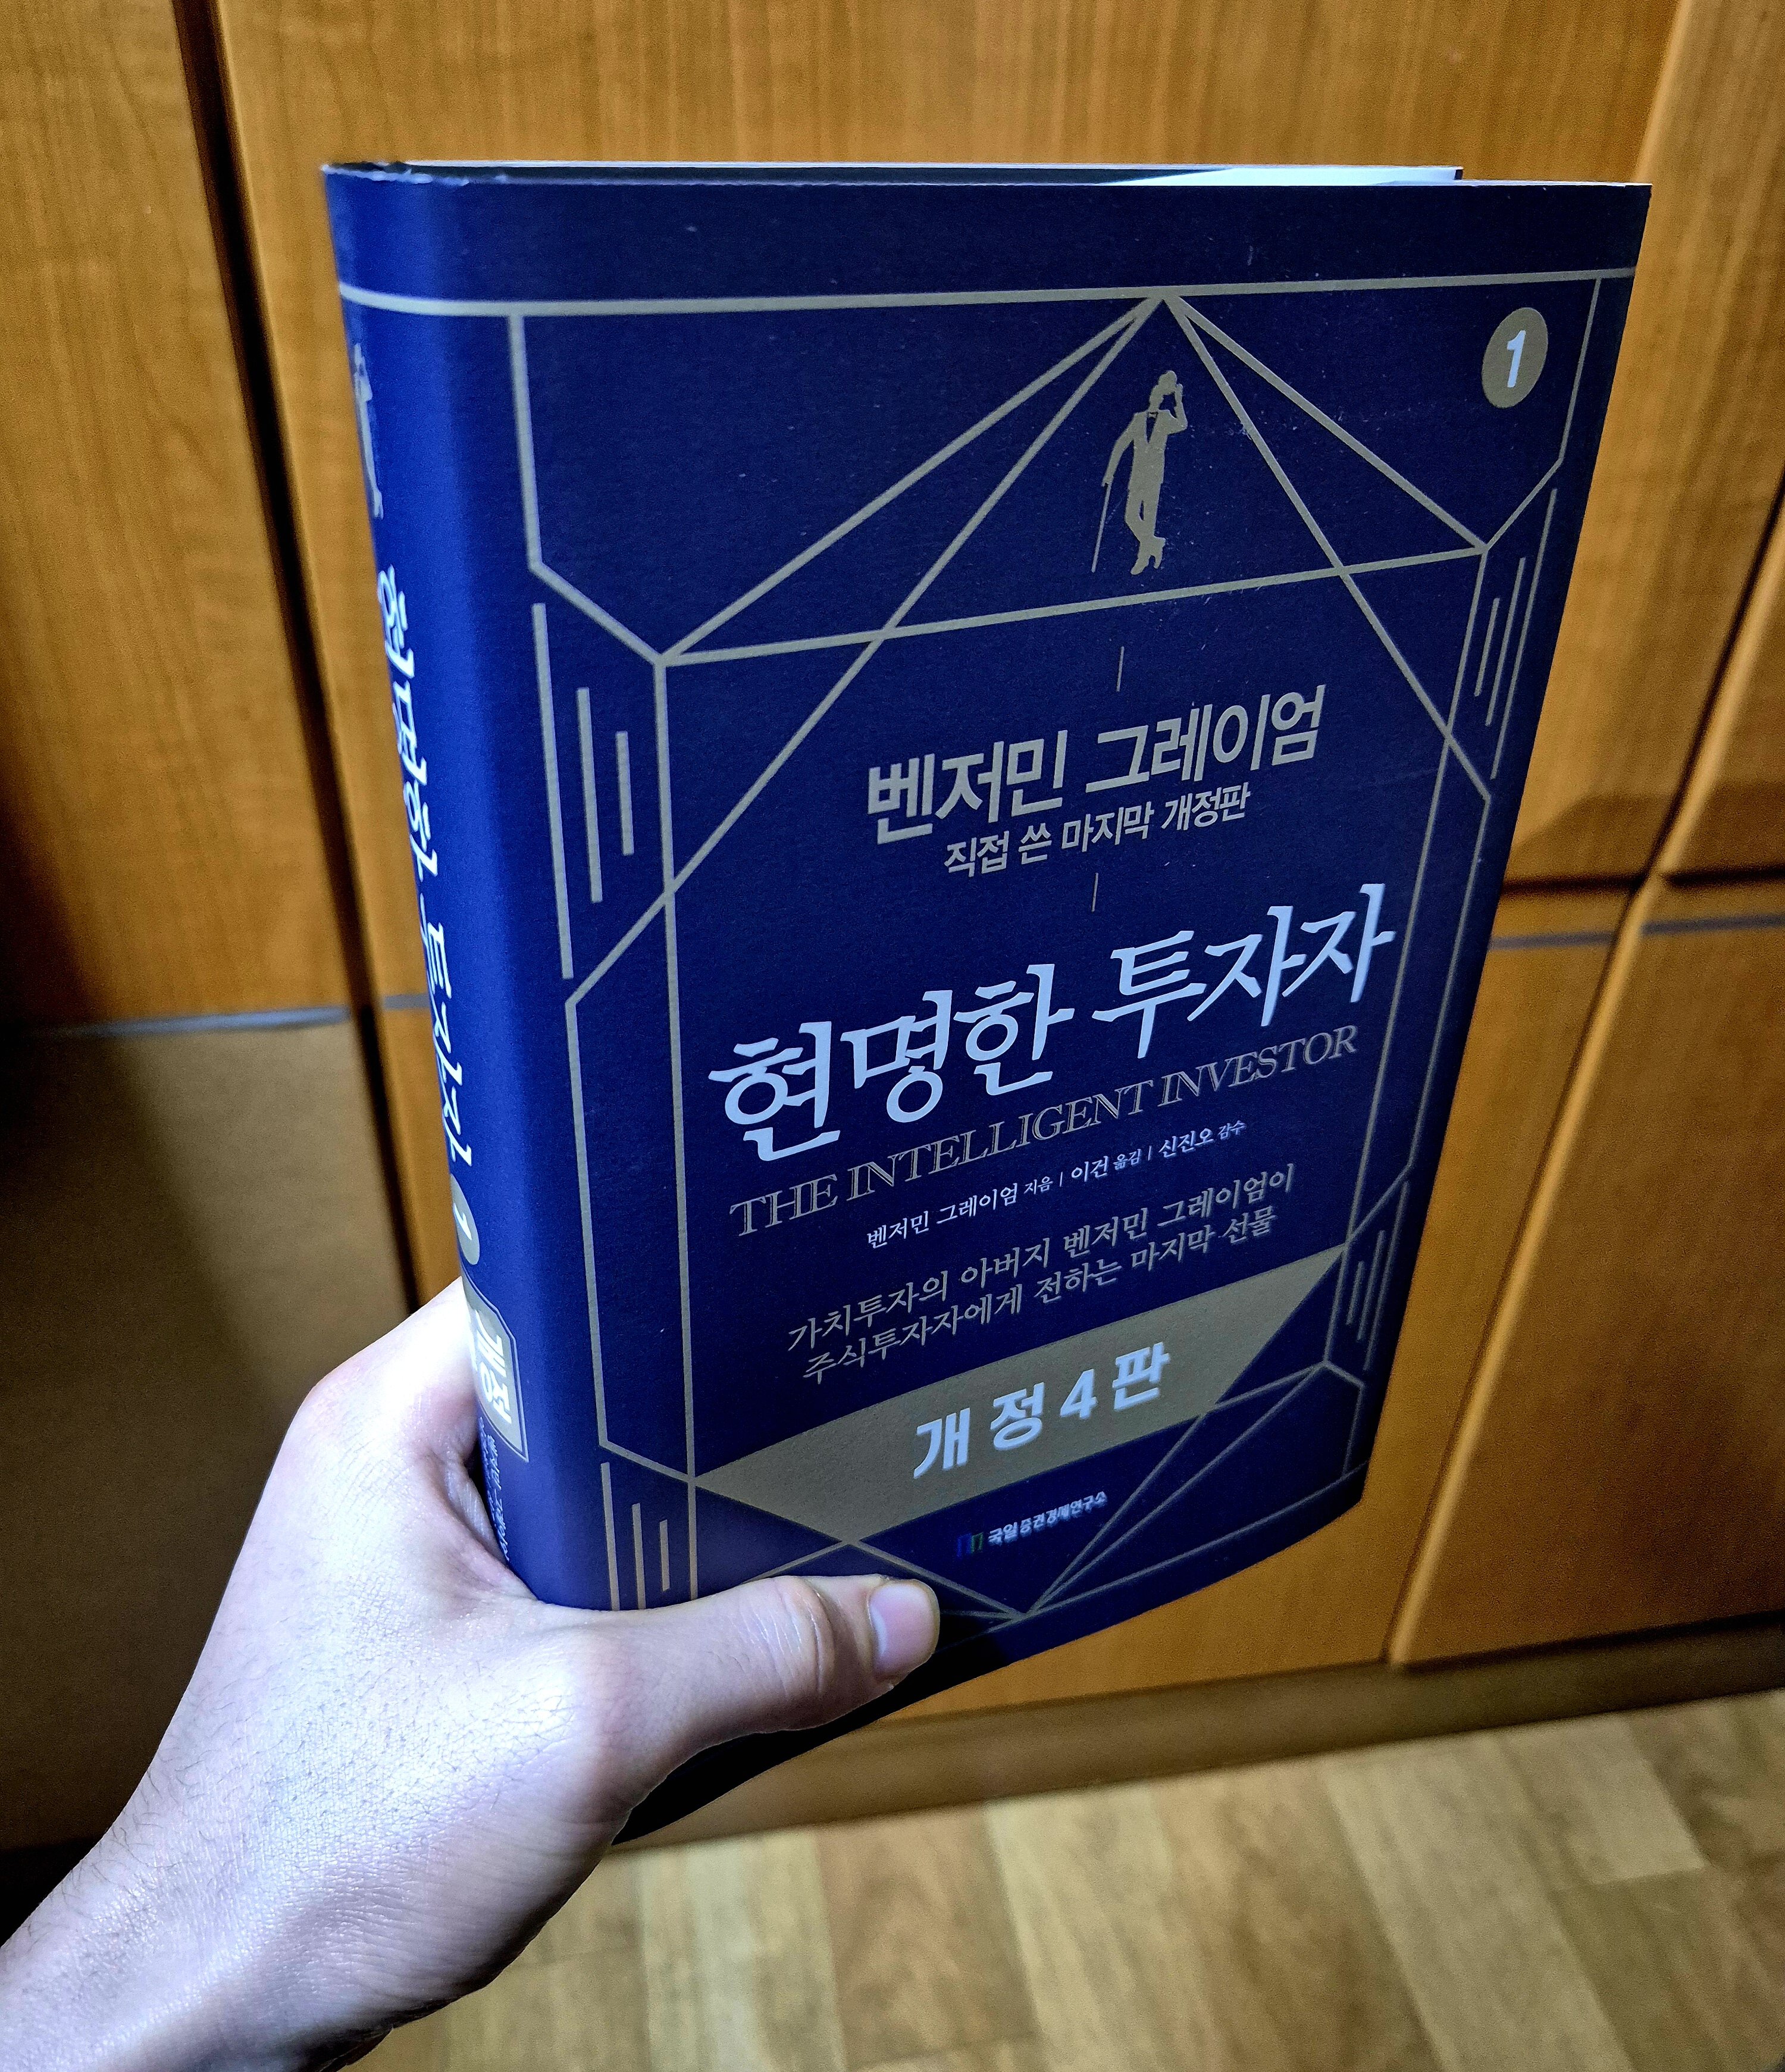 1
벤저민 그레이엄
직접 쓴 마지막 개정판
현명한 투자자
THE INTELLIGENT INVESTOR
벤저민 그레이엄 지음 | 이건 옮김 | 신진오 감수
가치투자의 아버지 벤저민 그레이엄이
주식투자자에게 전하는 마지막 선물
개정4판
국일증권경제연구소
현명한 투자자
1